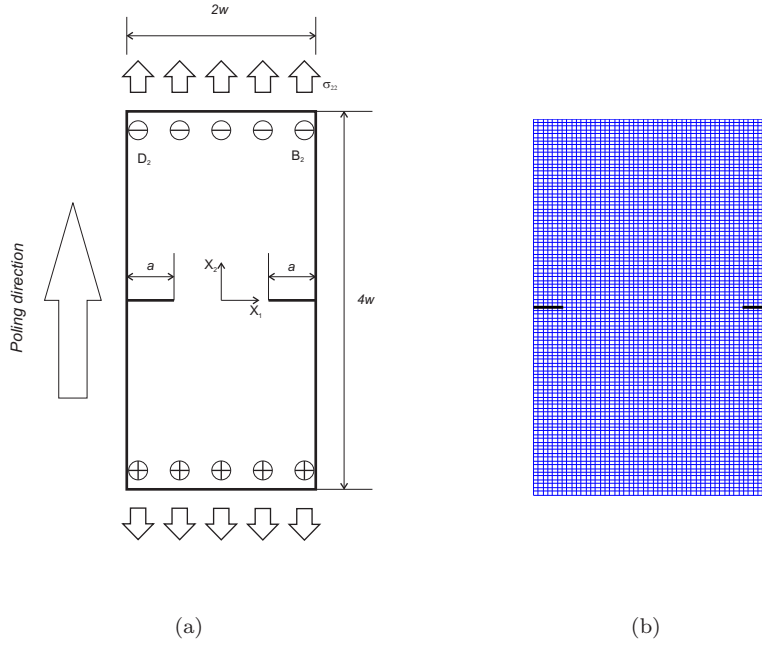 2w
σ₂₂
D₂
B₂
Poling direction
a
X₂
a
X₁
4w
(a)
(b)